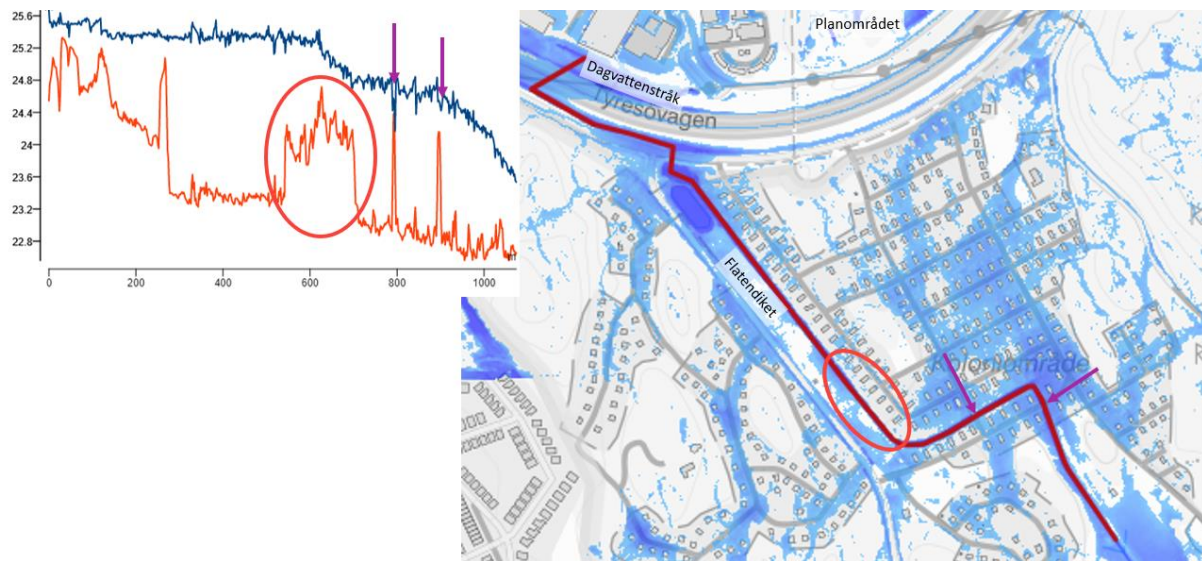 25.6
25.2
24.8
24.4
24
23.6
23.2
22.8
0
200
400
600
800
1000
m
Planområdet
Dagvattenstråk
Tyresövägen
Flatendiket
Koloniområde